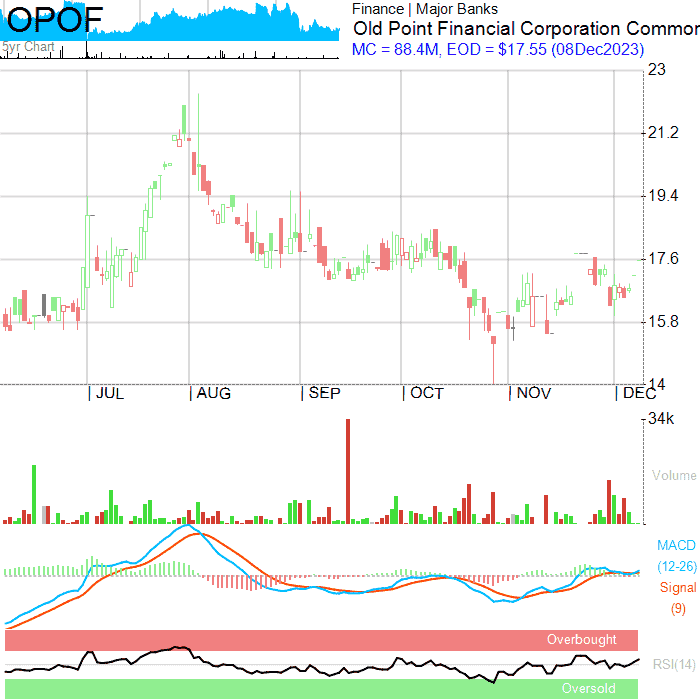 OPOF
5yr Chart
Finance | Major Banks
Old Point Financial Corporation Common
MC = 88.4M, EOD = $17.55 (08Dec2023)
23
21.2
19.4
17.6
15.8
14
JUL AUG SEP OCT NOV DEC
34k
Volume
MACD
(12-26)
Signal
(9)
Overbought
RSI(14)
Oversold